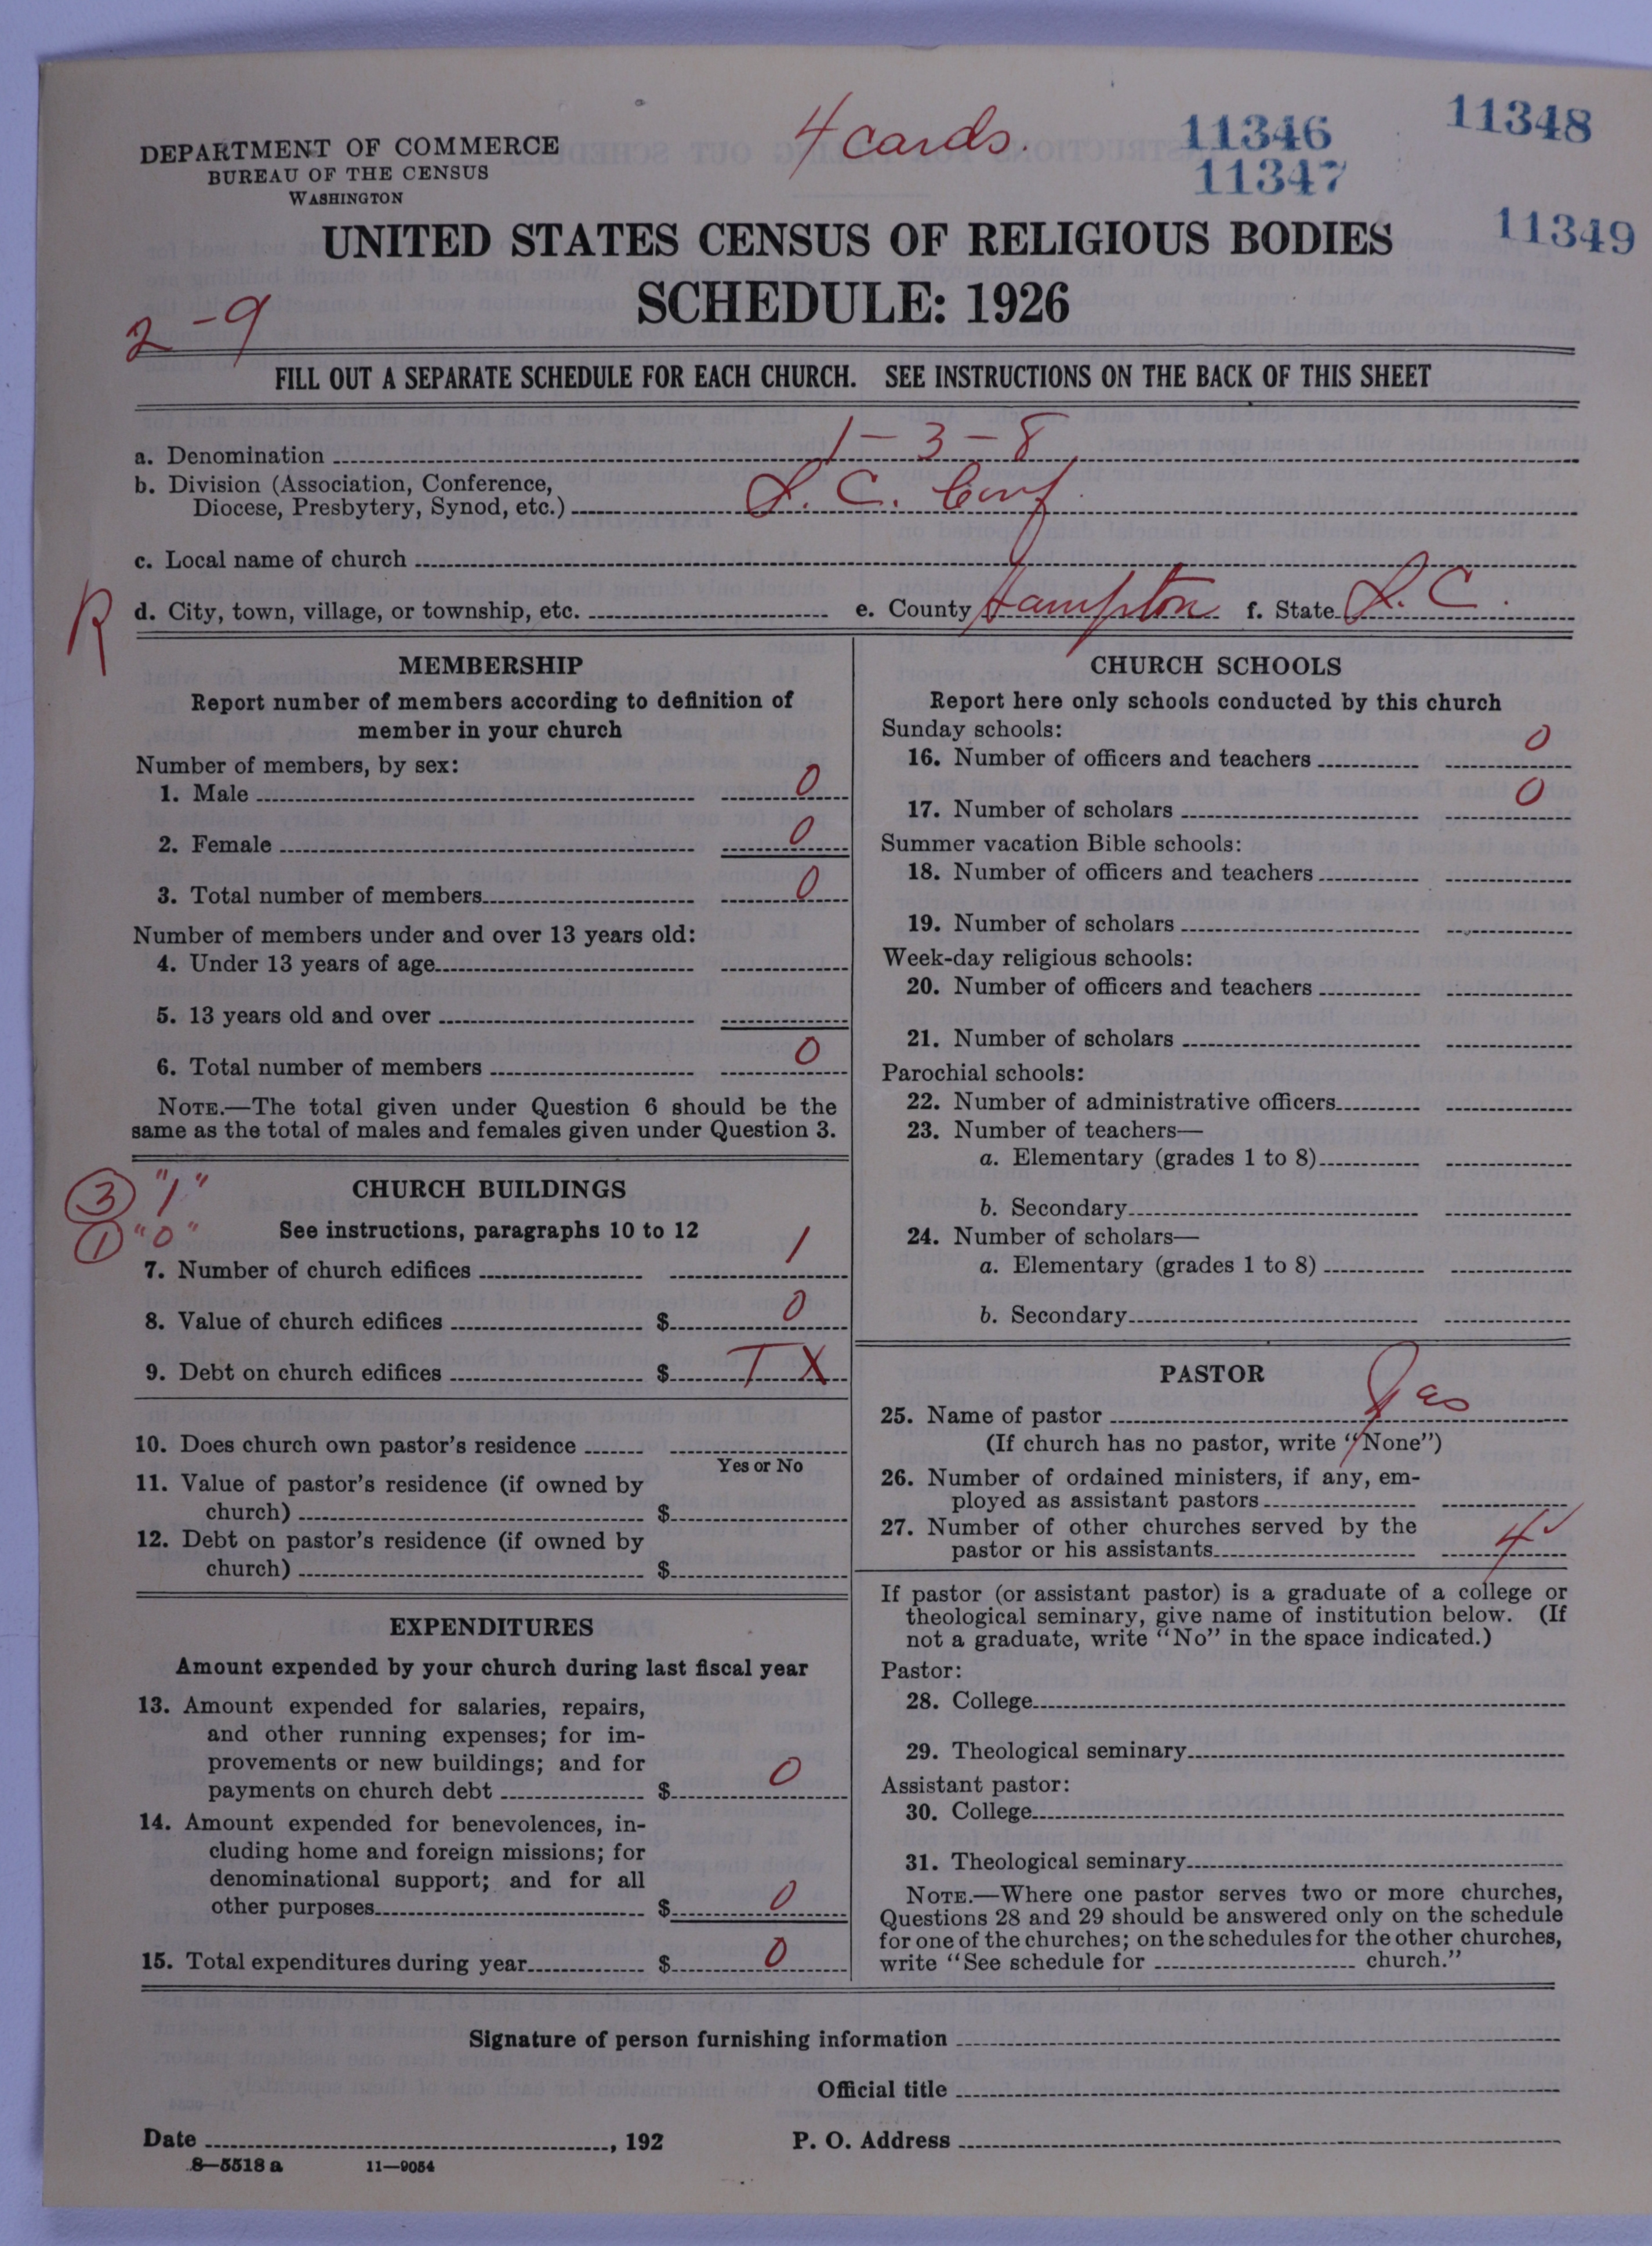 4 cards.
11346
11347
11348
11349
DEPARTMENT OF COMMERCE
BUREAU OF THE CENSUS
WASHINGTON
UNITED STATES CENSUS OF RELIGIOUS BODIES
SCHEDULE: 1926
2-9
FILL OUT A SEPARATE SCHEDULE FOR EACH CHURCH. SEE INSTRUCTIONS ON THE BACK OF THIS SHEET
a. Denomination 1-3-8
b. Division (Association, Conference,
Diocese, Presbytery, Synod, etc.) S. C. Conf
c. Local name of church
R
d. City, town, village, or township, etc. e. County Hampton f. State S. C.
MEMBERSHIP
Report number of members according to definition of
member in your church
Number of members, by sex:
1. Male 0
2. Female 0
3. Total number of members 0
Number of members under and over 13 years old:
4. Under 13 years of age
5. 13 years old and over
6. Total number of members 0
NOTE.—The total given under Question 6 should be the
same as the total of males and females given under Question 3.
3 "1"
1 "0"
CHURCH BUILDINGS
See instructions, paragraphs 10 to 12
7. Number of church edifices 1
8. Value of church edifices $ 0
9. Debt on church edifices $ T X
10. Does church own pastor's residence
Yes or No
11. Value of pastor's residence (if owned by
church) $
12. Debt on pastor's residence (if owned by
church) $
EXPENDITURES
Amount expended by your church during last fiscal year
13. Amount expended for salaries, repairs,
and other running expenses; for im-
provements or new buildings; and for
payments on church debt $ 0
14. Amount expended for benevolences, in-
cluding home and foreign missions; for
denominational support; and for all
other purposes $ 0
15. Total expenditures during year $ 0
CHURCH SCHOOLS
Report here only schools conducted by this church
Sunday schools:
16. Number of officers and teachers 0
17. Number of scholars 0
Summer vacation Bible schools:
18. Number of officers and teachers
19. Number of scholars
Week-day religious schools:
20. Number of officers and teachers
21. Number of scholars
Parochial schools:
22. Number of administrative officers
23. Number of teachers—
a. Elementary (grades 1 to 8)
b. Secondary
24. Number of scholars—
a. Elementary (grades 1 to 8)
b. Secondary
PASTOR
25. Name of pastor
(If church has no pastor, write "None")
26. Number of ordained ministers, if any, em-
ployed as assistant pastors
27. Number of other churches served by the
pastor or his assistants 4 ✓
If pastor (or assistant pastor) is a graduate of a college or
theological seminary, give name of institution below. (If
not a graduate, write "No" in the space indicated.)
Pastor:
28. College
29. Theological seminary
Assistant pastor:
30. College
31. Theological seminary
NOTE.—Where one pastor serves two or more churches,
Questions 28 and 29 should be answered only on the schedule
for one of the churches; on the schedules for the other churches,
write "See schedule for church."
Signature of person furnishing information
Official title
Date , 192 P. O. Address
8—5518 a 11—9054